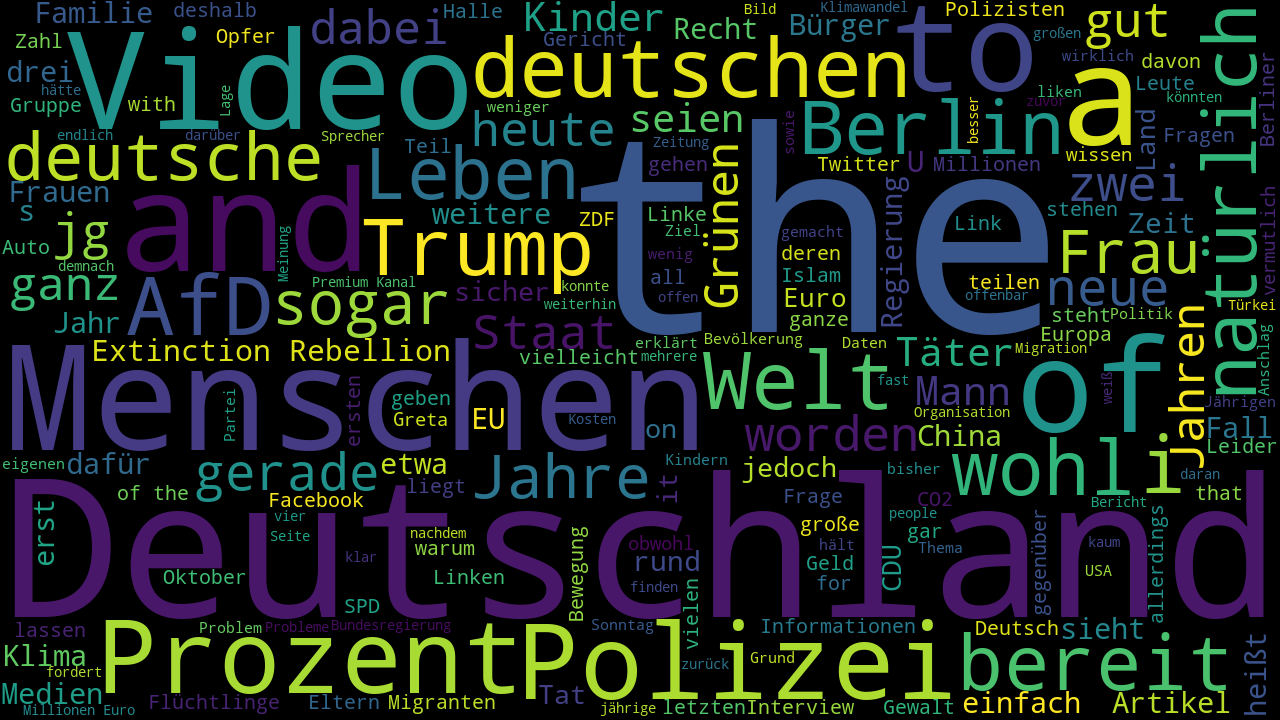 Familie
deshalb
Halle
Kinder
Bild
Klimawandel
Polizisten
Zahl
Opfer
dabei
Gericht
Recht
Bürger
to
großen
gut
drei
hätte
Video
deutschen
wirklich
davon
natürlich
Berliner
Gruppe
with
Lage
weniger
seien
Berlin
a
Leute
liken
zuvor
könnten
endlich
darüber
Sprecher
heute
Zeitung
sowie
besser
Land
Fragen
deutsche
Teil
Leben
the
gehen
Twitter
U
Millionen
wissen
Frauen
s
and
weitere
ZDF
Linke
Ziel
Grünen
gemacht
Regierung
Link
zwei
stehen
Zeit
vermutlich
jg
Auto
demnach
Meinung
Trump
wenig
deren
Frau
ganz
Premium Kanal
sicher
konnte
weiterhin
all
offen
Islam
Euro
teilen
offenbar
neue
Türkei
Jahr
AfD
sogar
Staat
ganze
steht
Politik
Extinction Rebellion
vielleicht
erklärt
mehrere
Bevölkerung
Daten
Täter
Europa
Migration
Jahren
Anschlag
Menschen
Welt
fast
of
weiß
Partei
ersten
geben
Greta
EU
Kosten
on
Mann
Organisation
Jährigen
worden
China
Fall
Leider
eigenen
dafür
gerade
etwa
Jahre
Kindern
jedoch
bisher
wohl
i
daran
of the
liegt
it
Frage
CO2
that
Deutschland
erst
Facebook
vier
Seite
nachdem
warum
obwohl
große
gar
people
Thema
Bericht
klar
Bewegung
rund
hält
CDU
gegenüber
kaum
allerdings
Oktober
Linken
finden
Geld
for
USA
SPD
vielen
lassen
Problem
Probleme
Bundesregierung
Sonntag
Informationen
Deutsch
sieht
Klima
fordert
Prozent
Polizei
zurück
Grund
bereit
heißt
Medien
Millionen Euro
Flüchtlinge
Eltern
Migranten
Tat
jährige
letzten
Interview
Gewalt
einfach
Artikel